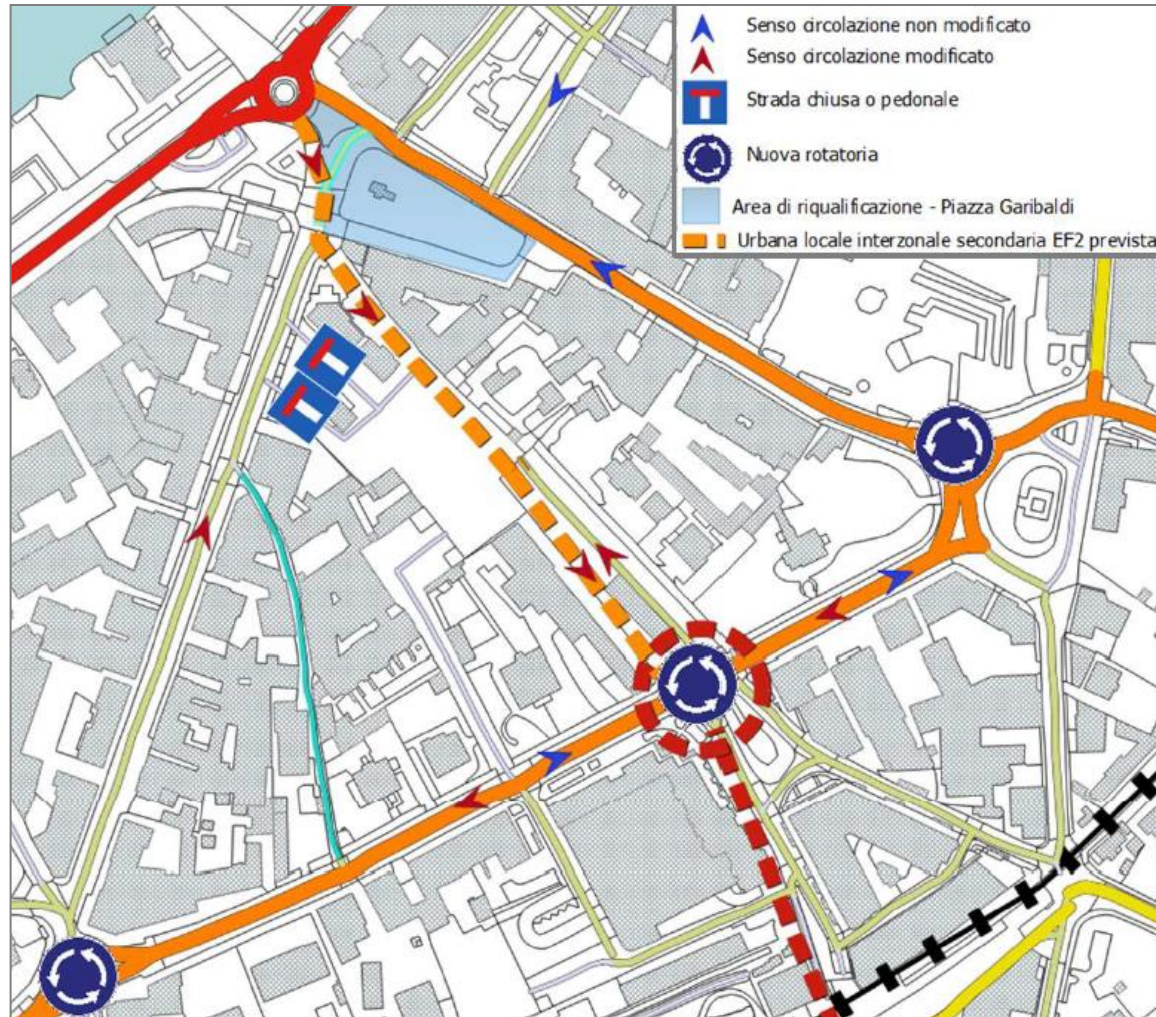 Senso circolazione non modificato
Senso circolazione modificato
Strada chiusa o pedonale
Nuova rotatoria
Area di riqualificazione - Piazza Garibaldi
Urbana locale interzonale secondaria EF2 prevista